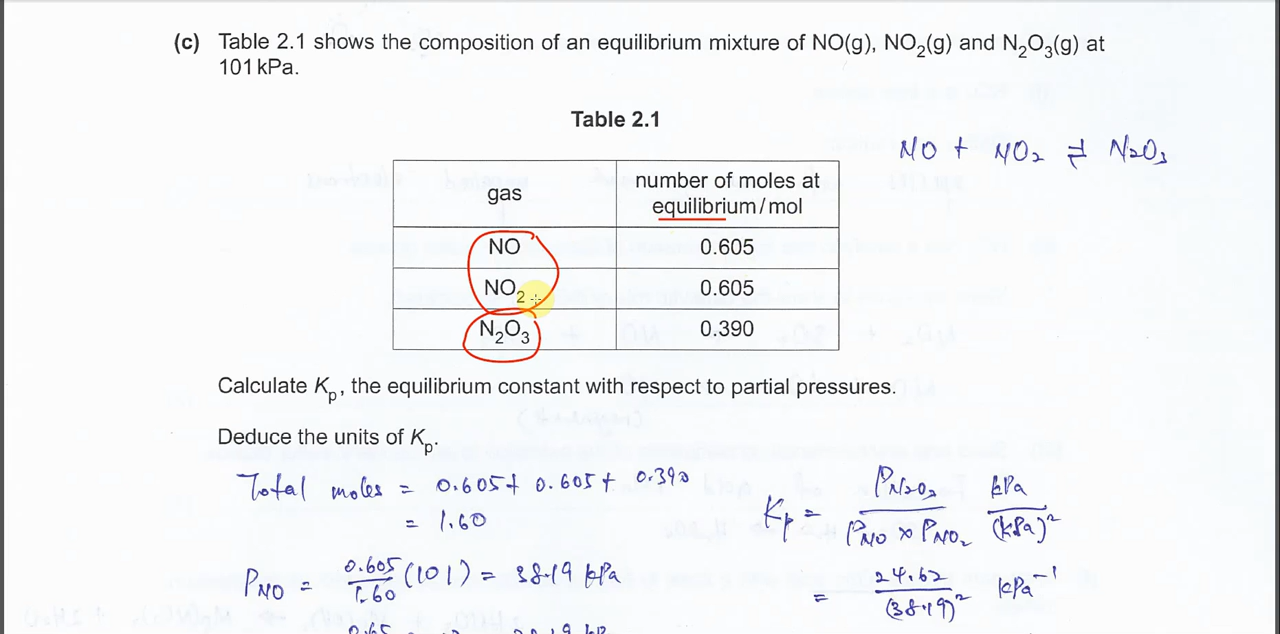 (c) Table 2.1 shows the composition of an equilibrium mixture of NO(g), NO₂(g) and N₂O₃(g) at
101 kPa.
Table 2.1
NO + NO₂ ⇌ N₂O₃
gas number of moles at equilibrium / mol
NO 0.605
NO₂ 0.605
N₂O₃ 0.390
Calculate Kₚ, the equilibrium constant with respect to partial pressures.
Deduce the units of Kₚ.
Total moles = 0.605 + 0.605 + 0.390
= 1.60
Kp = P_N₂O₃ / (P_NO × P_NO₂) kPa / (kPa)²
P_NO = 0.605 / 1.60 (101) = 38.19 kPa
= 24.62 / (38.19)² kPa⁻¹